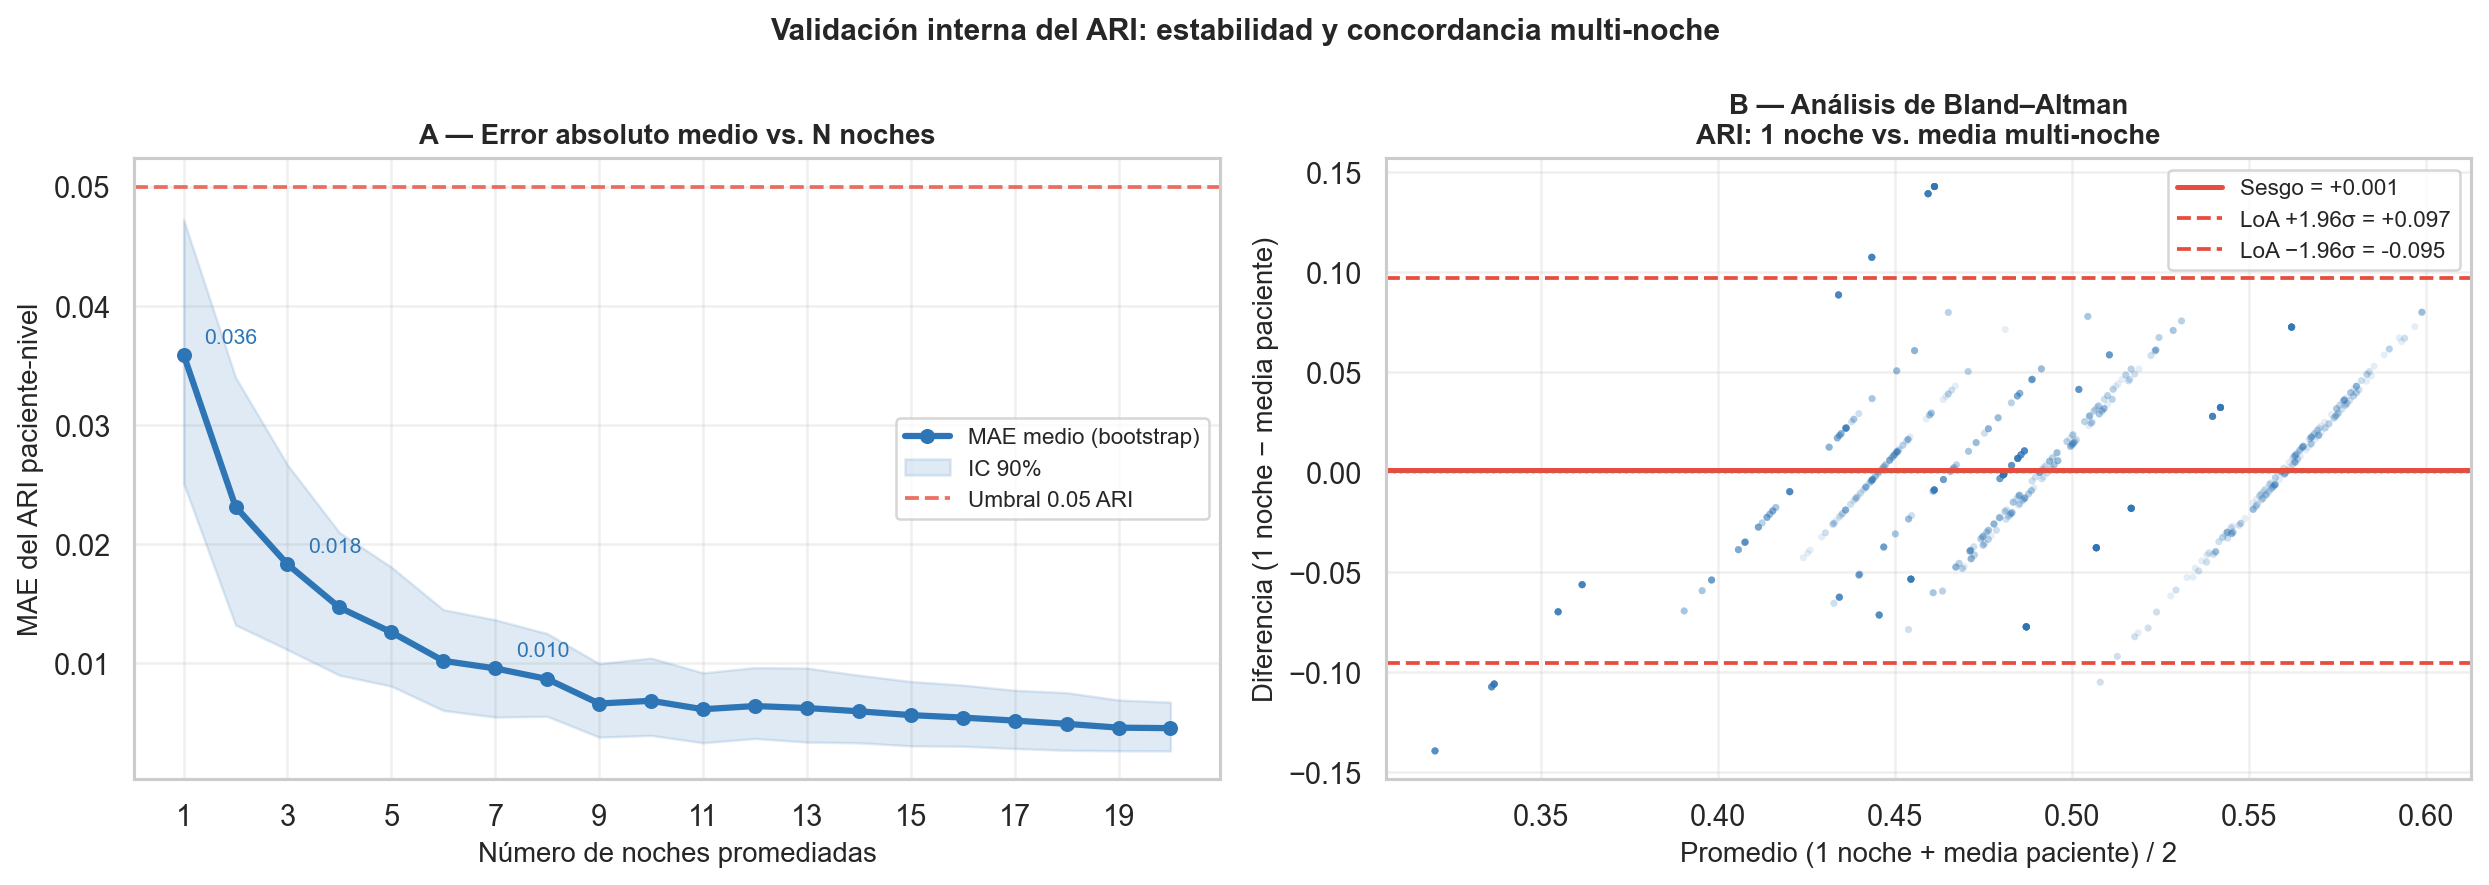 Validación interna del ARI: estabilidad y concordancia multi-noche
A — Error absoluto medio vs. N noches
MAE del ARI paciente-nivel
0.05
0.04
0.03
0.02
0.01
0.036
0.018
0.010
MAE medio (bootstrap)
IC 90%
Umbral 0.05 ARI
1 3 5 7 9 11 13 15 17 19
Número de noches promediadas
B — Análisis de Bland–Altman
ARI: 1 noche vs. media multi-noche
Diferencia (1 noche − media paciente)
0.15
0.10
0.05
0.00
−0.05
−0.10
−0.15
Sesgo = +0.001
LoA +1.96σ = +0.097
LoA −1.96σ = -0.095
0.35 0.40 0.45 0.50 0.55 0.60
Promedio (1 noche + media paciente) / 2